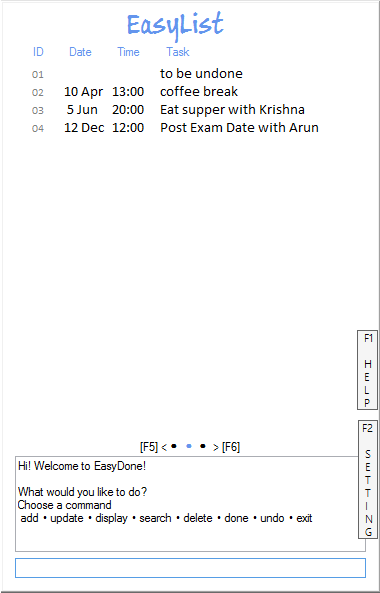 EasyList
ID Date Time Task
01 to be undone
02 10 Apr 13:00 coffee break
03 5 Jun 20:00 Eat supper with Krishna
04 12 Dec 12:00 Post Exam Date with Arun
F1
H
E
L
P
F2
S
E
T
T
I
N
G
[F5] < • • • > [F6]
Hi! Welcome to EasyDone!
What would you like to do?
Choose a command
add • update • display • search • delete • done • undo • exit